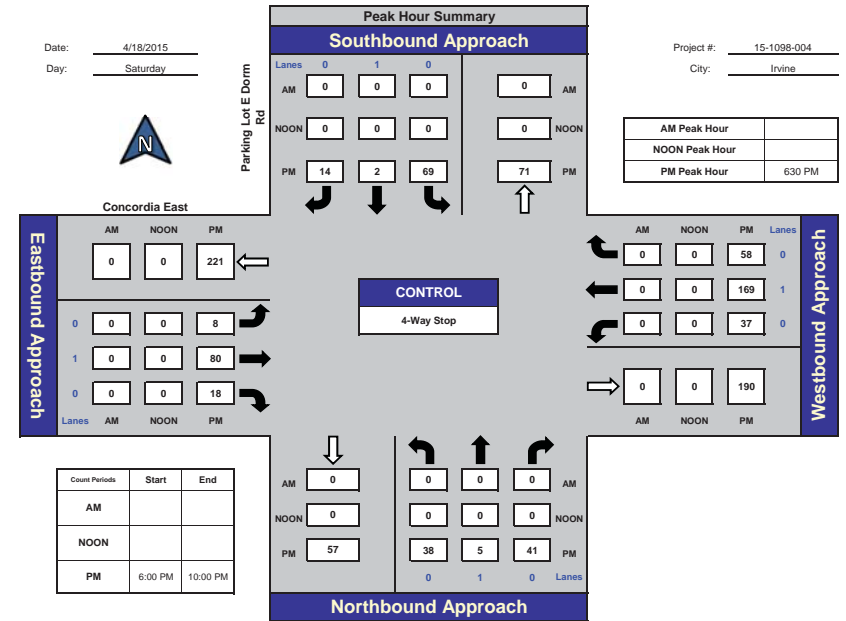 Peak Hour Summary
Southbound Approach
Date: 4/18/2015
Day: Saturday
Project #: 15-1098-004
City: Irvine
N
Parking Lot E Dorm Rd
Lanes 0 1 0
AM 0 0 0 0 AM
NOON 0 0 0 0 NOON
PM 14 2 69 71 PM
AM Peak Hour
NOON Peak Hour
PM Peak Hour 630 PM
Concordia East
Eastbound Approach
AM NOON PM
0 0 221
0 0 0 8
1 0 0 80
0 0 0 18
Lanes AM NOON PM
CONTROL
4-Way Stop
Westbound Approach
AM NOON PM Lanes
0 0 58 0
0 0 169 1
0 0 37 0
0 0 190
AM NOON PM
Count Periods Start End
AM
NOON
PM 6:00 PM 10:00 PM
AM 0 0 0 0 AM
NOON 0 0 0 0 NOON
PM 57 38 5 41 PM
0 1 0 Lanes
Northbound Approach